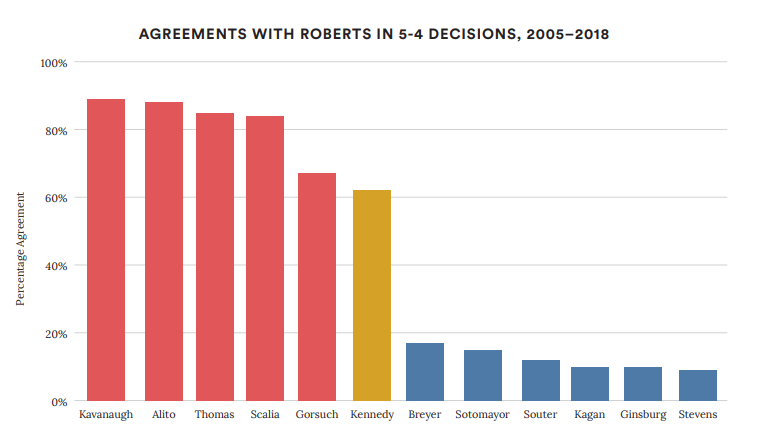 AGREEMENTS WITH ROBERTS IN 5-4 DECISIONS, 2005–2018
Percentage Agreement
100%
80%
60%
40%
20%
0%
Kavanaugh Alito Thomas Scalia Gorsuch Kennedy Breyer Sotomayor Souter Kagan Ginsburg Stevens